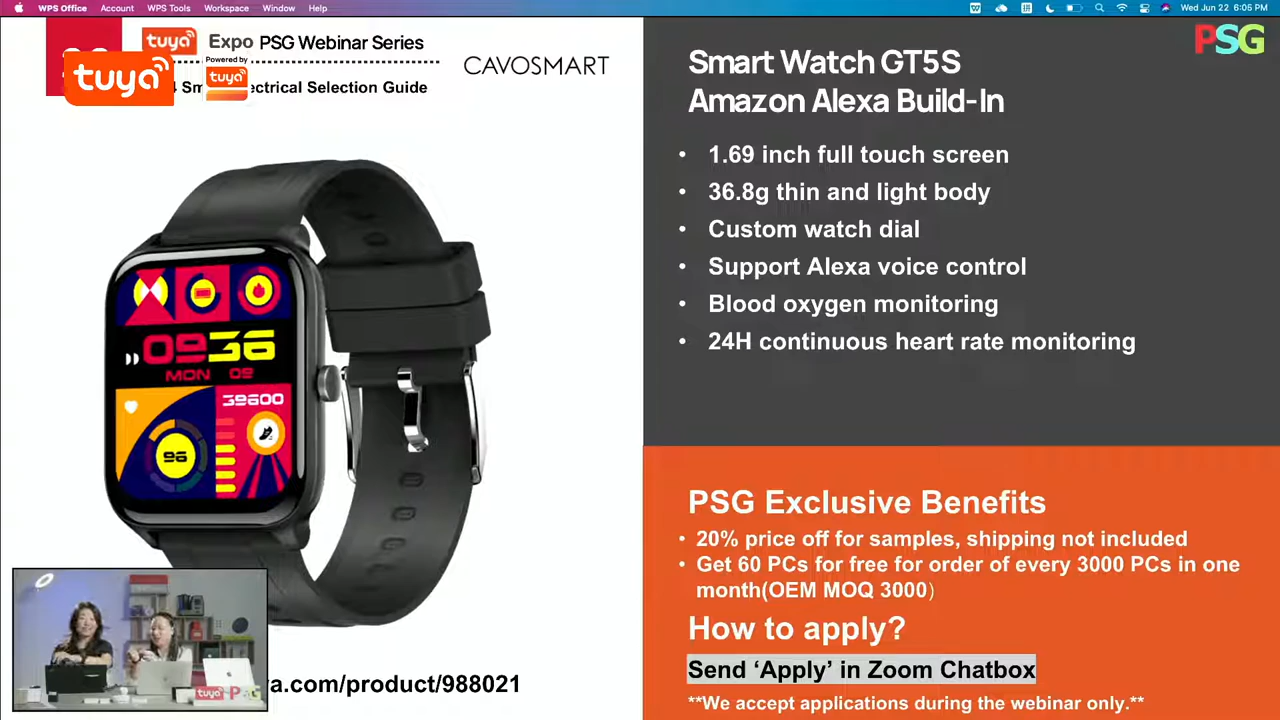 WPS Office Account WPS Tools Workspace Window Help
Wed Jun 22 6:05 PM
tuya Expo PSG Webinar Series
Powered by
tuya
tuya
4 Sm ectrical Selection Guide
CAVOSMART
PSG
Smart Watch GT5S
Amazon Alexa Build-In
• 1.69 inch full touch screen
• 36.8g thin and light body
• Custom watch dial
• Support Alexa voice control
• Blood oxygen monitoring
• 24H continuous heart rate monitoring
09:36
MON 09
39600
96
PSG Exclusive Benefits
• 20% price off for samples, shipping not included
• Get 60 PCs for free for order of every 3000 PCs in one
month(OEM MOQ 3000)
How to apply?
Send ‘Apply’ in Zoom Chatbox
**We accept applications during the webinar only.**
ya.com/product/988021
tuya